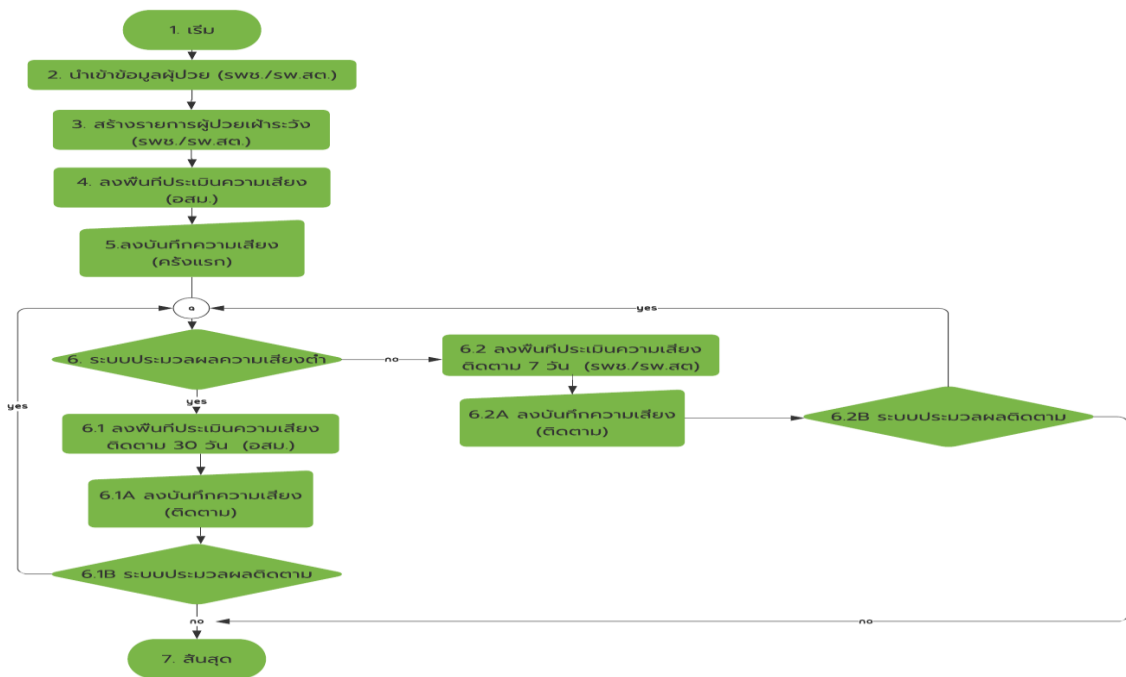 1. เริ่ม
2. นำเข้าข้อมูลผู้ป่วย (รพช./รพ.สต.)
3. สร้างรายการผู้ป่วยเฝ้าระวัง
(รพช./รพ.สต.)
4. ลงพื้นที่ประเมินความเสี่ยง
(อสม.)
5.ลงบันทึกความเสี่ยง
(ครั้งแรก)
a
yes
6. ระบบประมวลผลความเสี่ยงต่ำ
no
6.2 ลงพื้นที่ประเมินความเสี่ยง
ติดตาม 7 วัน (รพช./รพ.สต)
yes
yes
6.1 ลงพื้นที่ประเมินความเสี่ยง
ติดตาม 30 วัน (อสม.)
6.2A ลงบันทึกความเสี่ยง
(ติดตาม)
6.2B ระบบประมวลผลติดตาม
6.1A ลงบันทึกความเสี่ยง
(ติดตาม)
6.1B ระบบประมวลผลติดตาม
no
no
7. สิ้นสุด